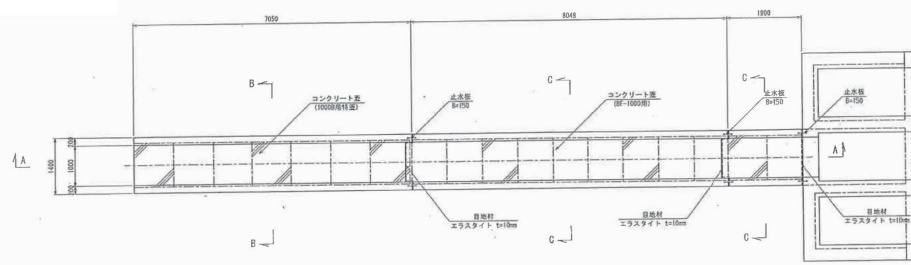 7050
8048
1900
B
C
C
コンクリート蓋
(1000B用特蓋)
止水板
B=150
コンクリート蓋
(BF-1000用)
止水板
B=150
止水板
B=150
A
1400
200
1000
200
A
目地材
エラスタイト t=10mm
目地材
エラスタイト t=10mm
目地材
エラスタイト t=10mm
B
C
C